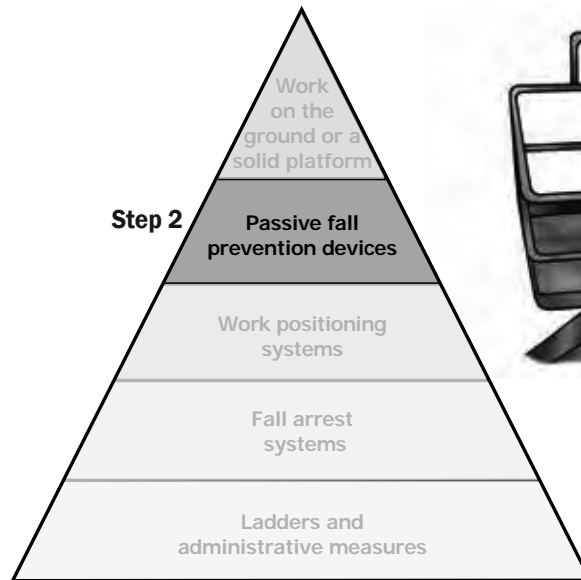 Work
on the
ground or a
solid platform
Step 2
Passive fall
prevention devices
Work positioning
systems
Fall arrest
systems
Ladders and
administrative measures